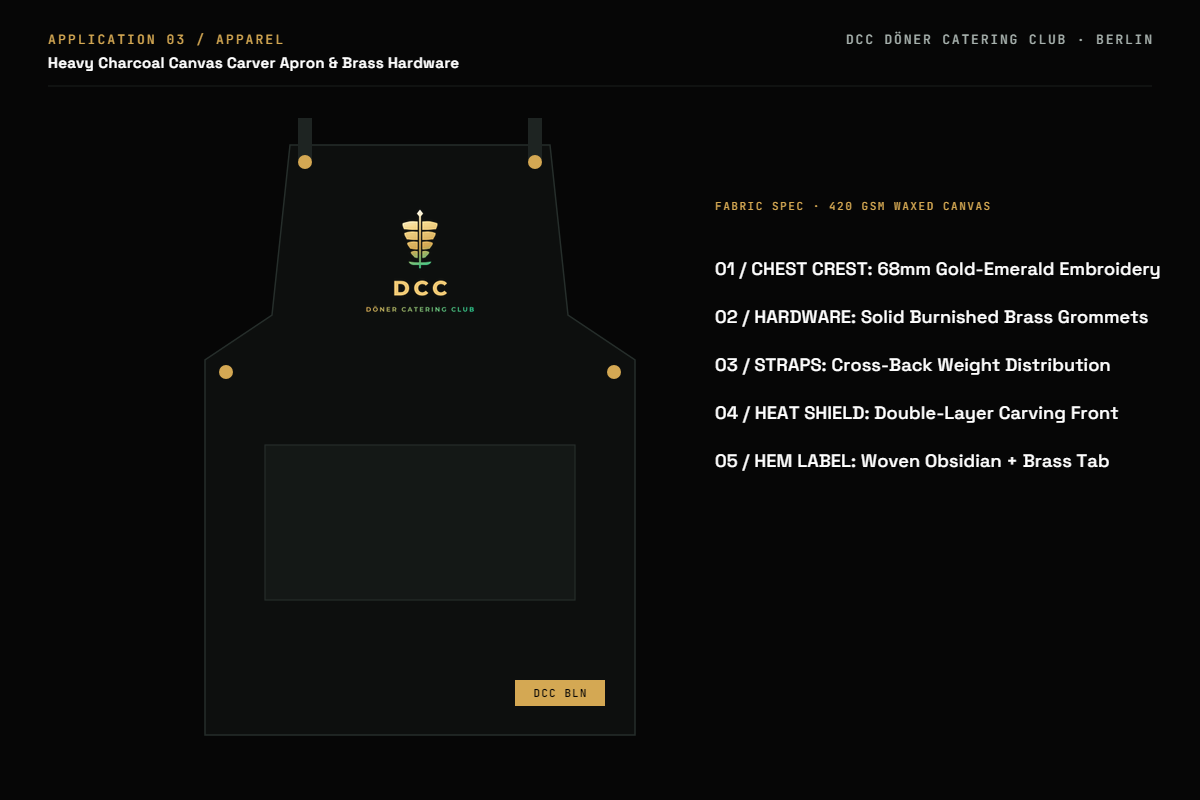 APPLICATION 03 / APPAREL
DCC DÖNER CATERING CLUB · BERLIN
Heavy Charcoal Canvas Carver Apron & Brass Hardware
DCC
DÖNER CATERING CLUB
FABRIC SPEC · 420 GSM WAXED CANVAS
01 / CHEST CREST: 68mm Gold-Emerald Embroidery
02 / HARDWARE: Solid Burnished Brass Grommets
03 / STRAPS: Cross-Back Weight Distribution
04 / HEAT SHIELD: Double-Layer Carving Front
05 / HEM LABEL: Woven Obsidian + Brass Tab
DCC BLN